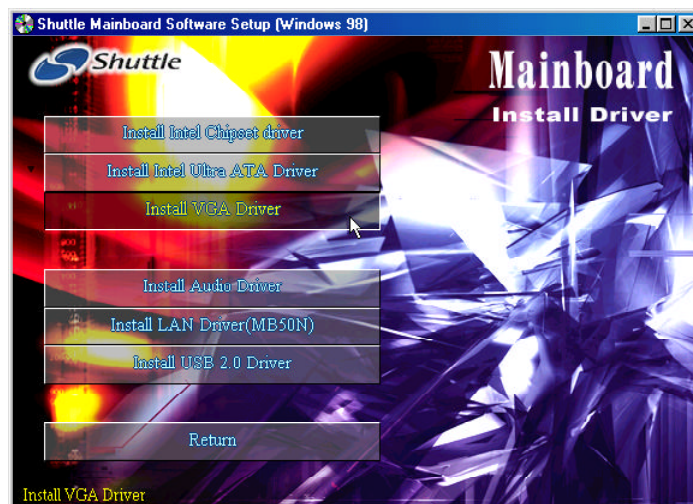 Shuttle Mainboard Software Setup (Windows 98)
Shuttle
Mainboard
Install Driver
Install Intel Chipset driver
Install Intel Ultra ATA Driver
Install VGA Driver
Install Audio Driver
Install LAN Driver(MB50N)
Install USB 2.0 Driver
Return
Install VGA Driver